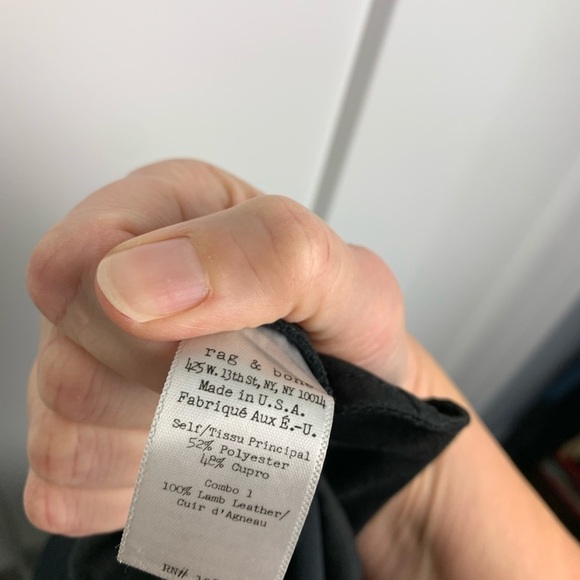 rag & bone
425 W. 13th St, NY, NY 10014
Made in U.S.A.
Fabriqué Aux É.-U.
Self/Tissu Principal
52% Polyester
48% Cupro
Combo 1
100% Lamb Leather/
Cuir d'Agneau
RN#